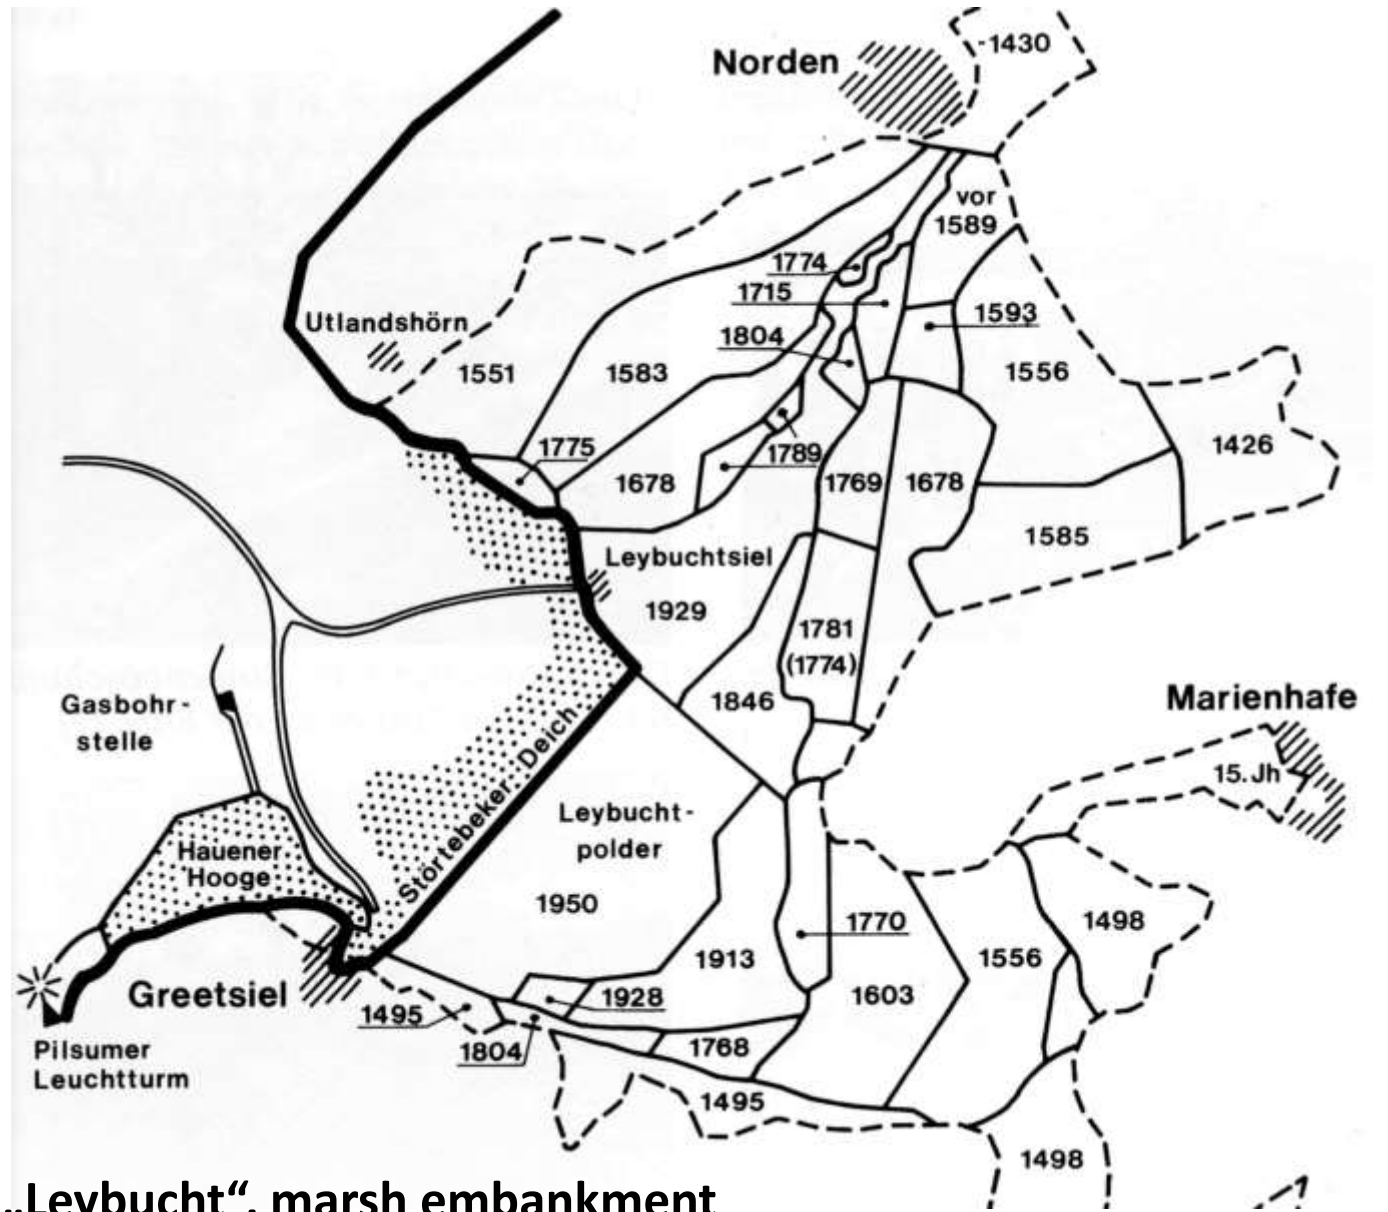 -1430
Norden
vor
1589
1774
1715
1593
Utlandshörn
1804
1551
1583
1556
1775
1789
1426
1678
1769
1678
1585
Leybuchtsiel
1929
1781
(1774)
1846
Gasbohr-
stelle
Marienhafe
15.Jh
Störtebeker-Deich
Leybucht-
polder
Hauener
Hooge
1950
1770
1498
1913
1556
1603
Greetsiel
1928
1495
1804
1768
Pilsumer
Leuchtturm
1495
1498
„Leybucht“, marsh embankment